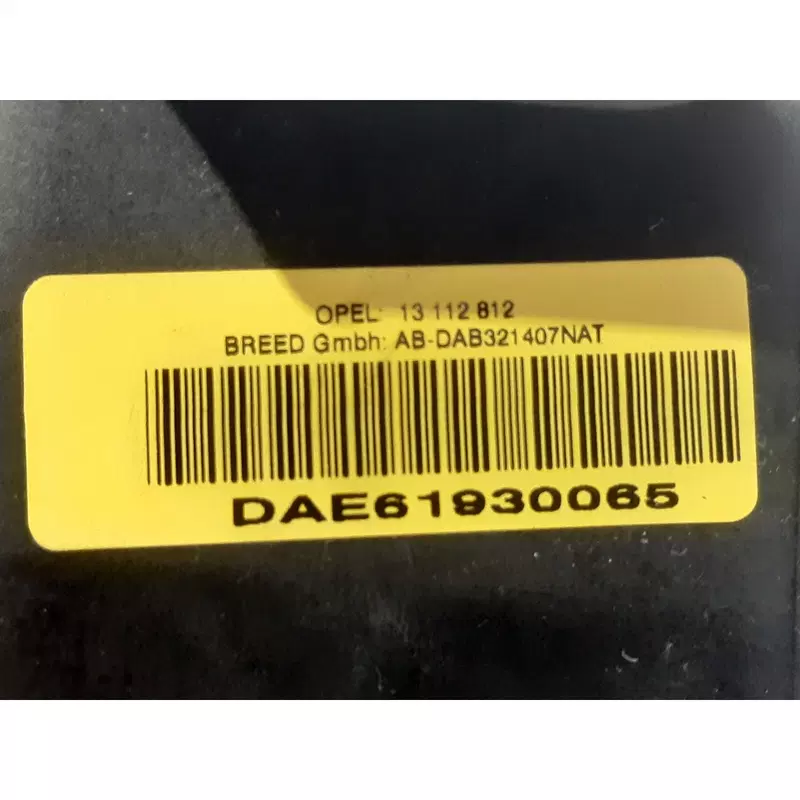 OPEL: 13 112 812
BREED Gmbh: AB-DAB321407NAT
DAE61930065